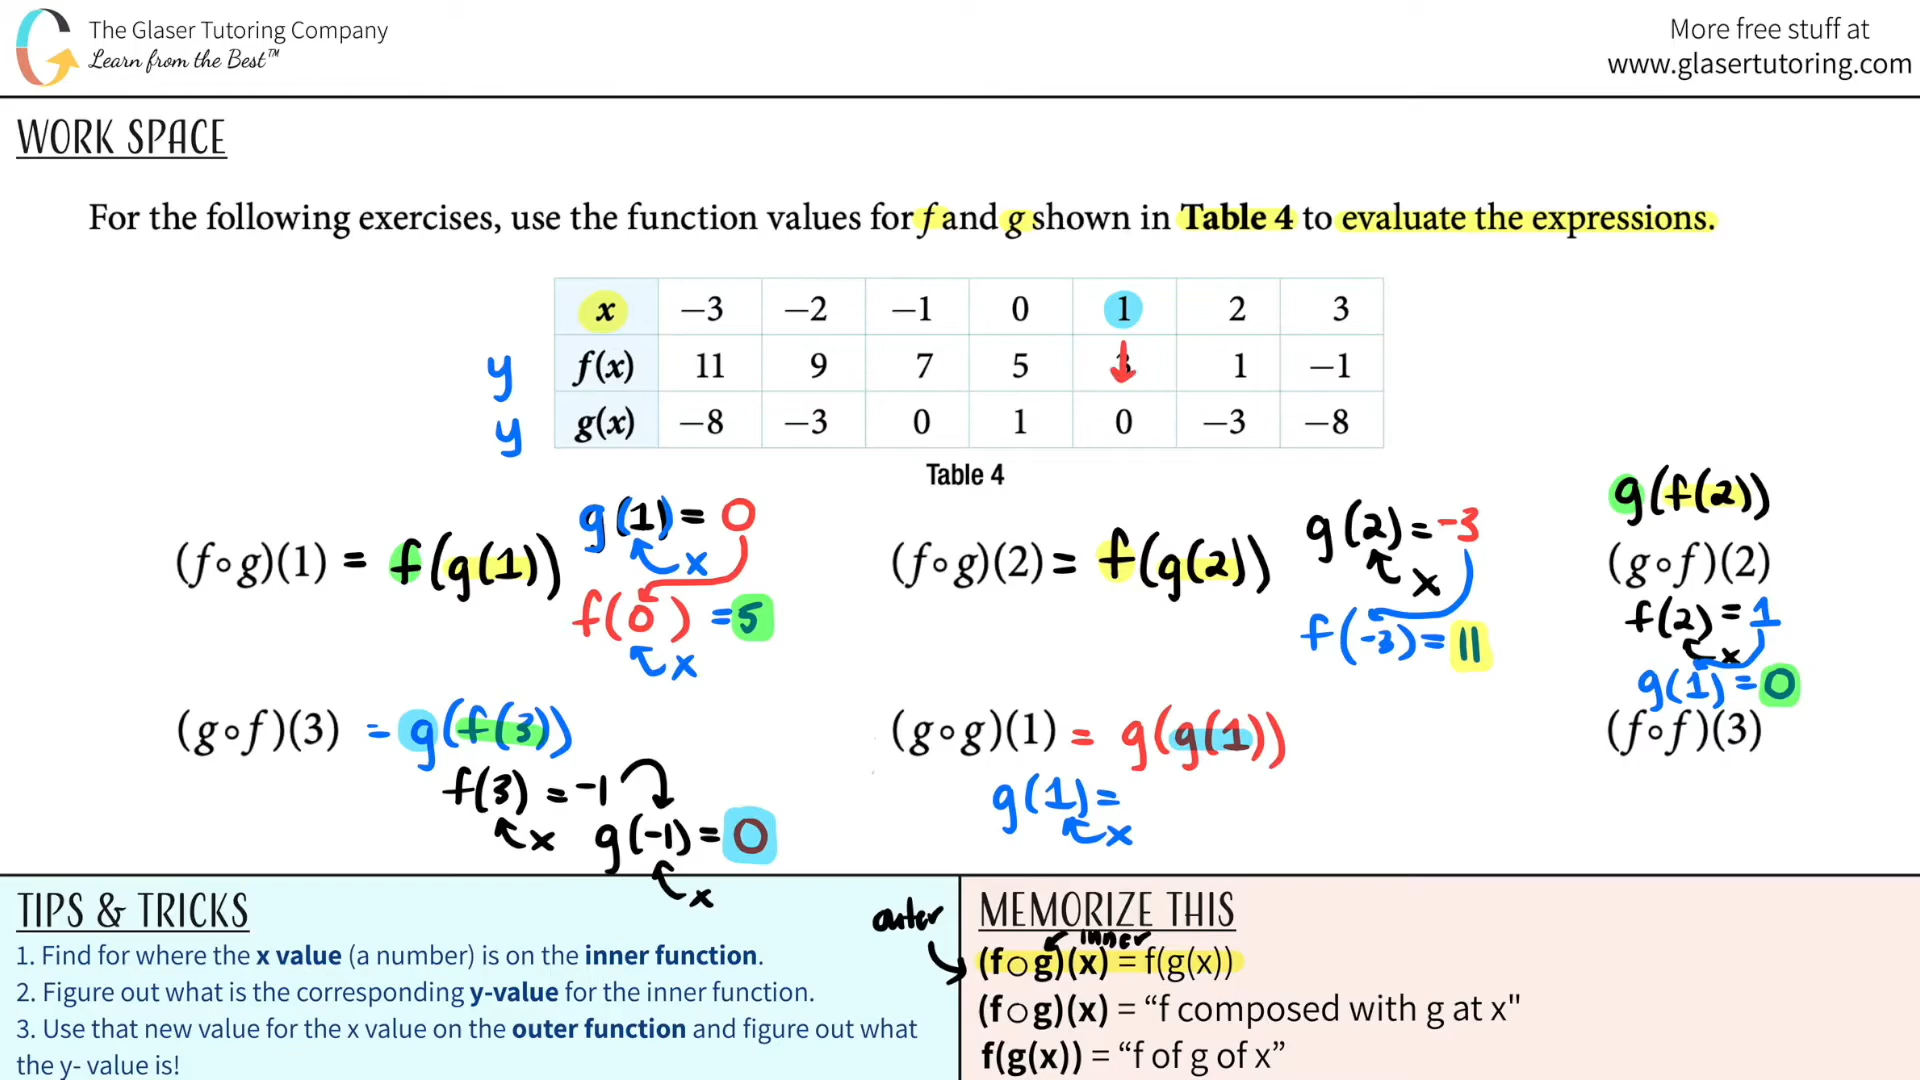 The Glaser Tutoring Company
Learn from the Best™
More free stuff at
www.glasertutoring.com
WORK SPACE
For the following exercises, use the function values for f and g shown in Table 4 to evaluate the expressions.
x −3 −2 −1 0 1 2 3
y f(x) 11 9 7 5 1 −1
y g(x) −8 −3 0 1 0 −3 −8
Table 4
(f∘g)(1) = f(g(1))
g(1) = 0
x
f(0) = 5
x
(f∘g)(2) = f(g(2))
g(2) = -3
x
f(-3) = 11
g(f(2))
(g∘f)(2)
f(2) = 1
x
g(1) = 0
(g∘f)(3) = g(f(3))
f(3) = -1
x
g(-1) = 0
x
(g∘g)(1) = g(g(1))
g(1) =
x
(f∘f)(3)
TIPS & TRICKS
1. Find for where the x value (a number) is on the inner function.
2. Figure out what is the corresponding y-value for the inner function.
3. Use that new value for the x value on the outer function and figure out what
the y- value is!
outer
MEMORIZE THIS
inner
(f○g)(x) = f(g(x))
(f○g)(x) = “f composed with g at x"
f(g(x)) = “f of g of x”